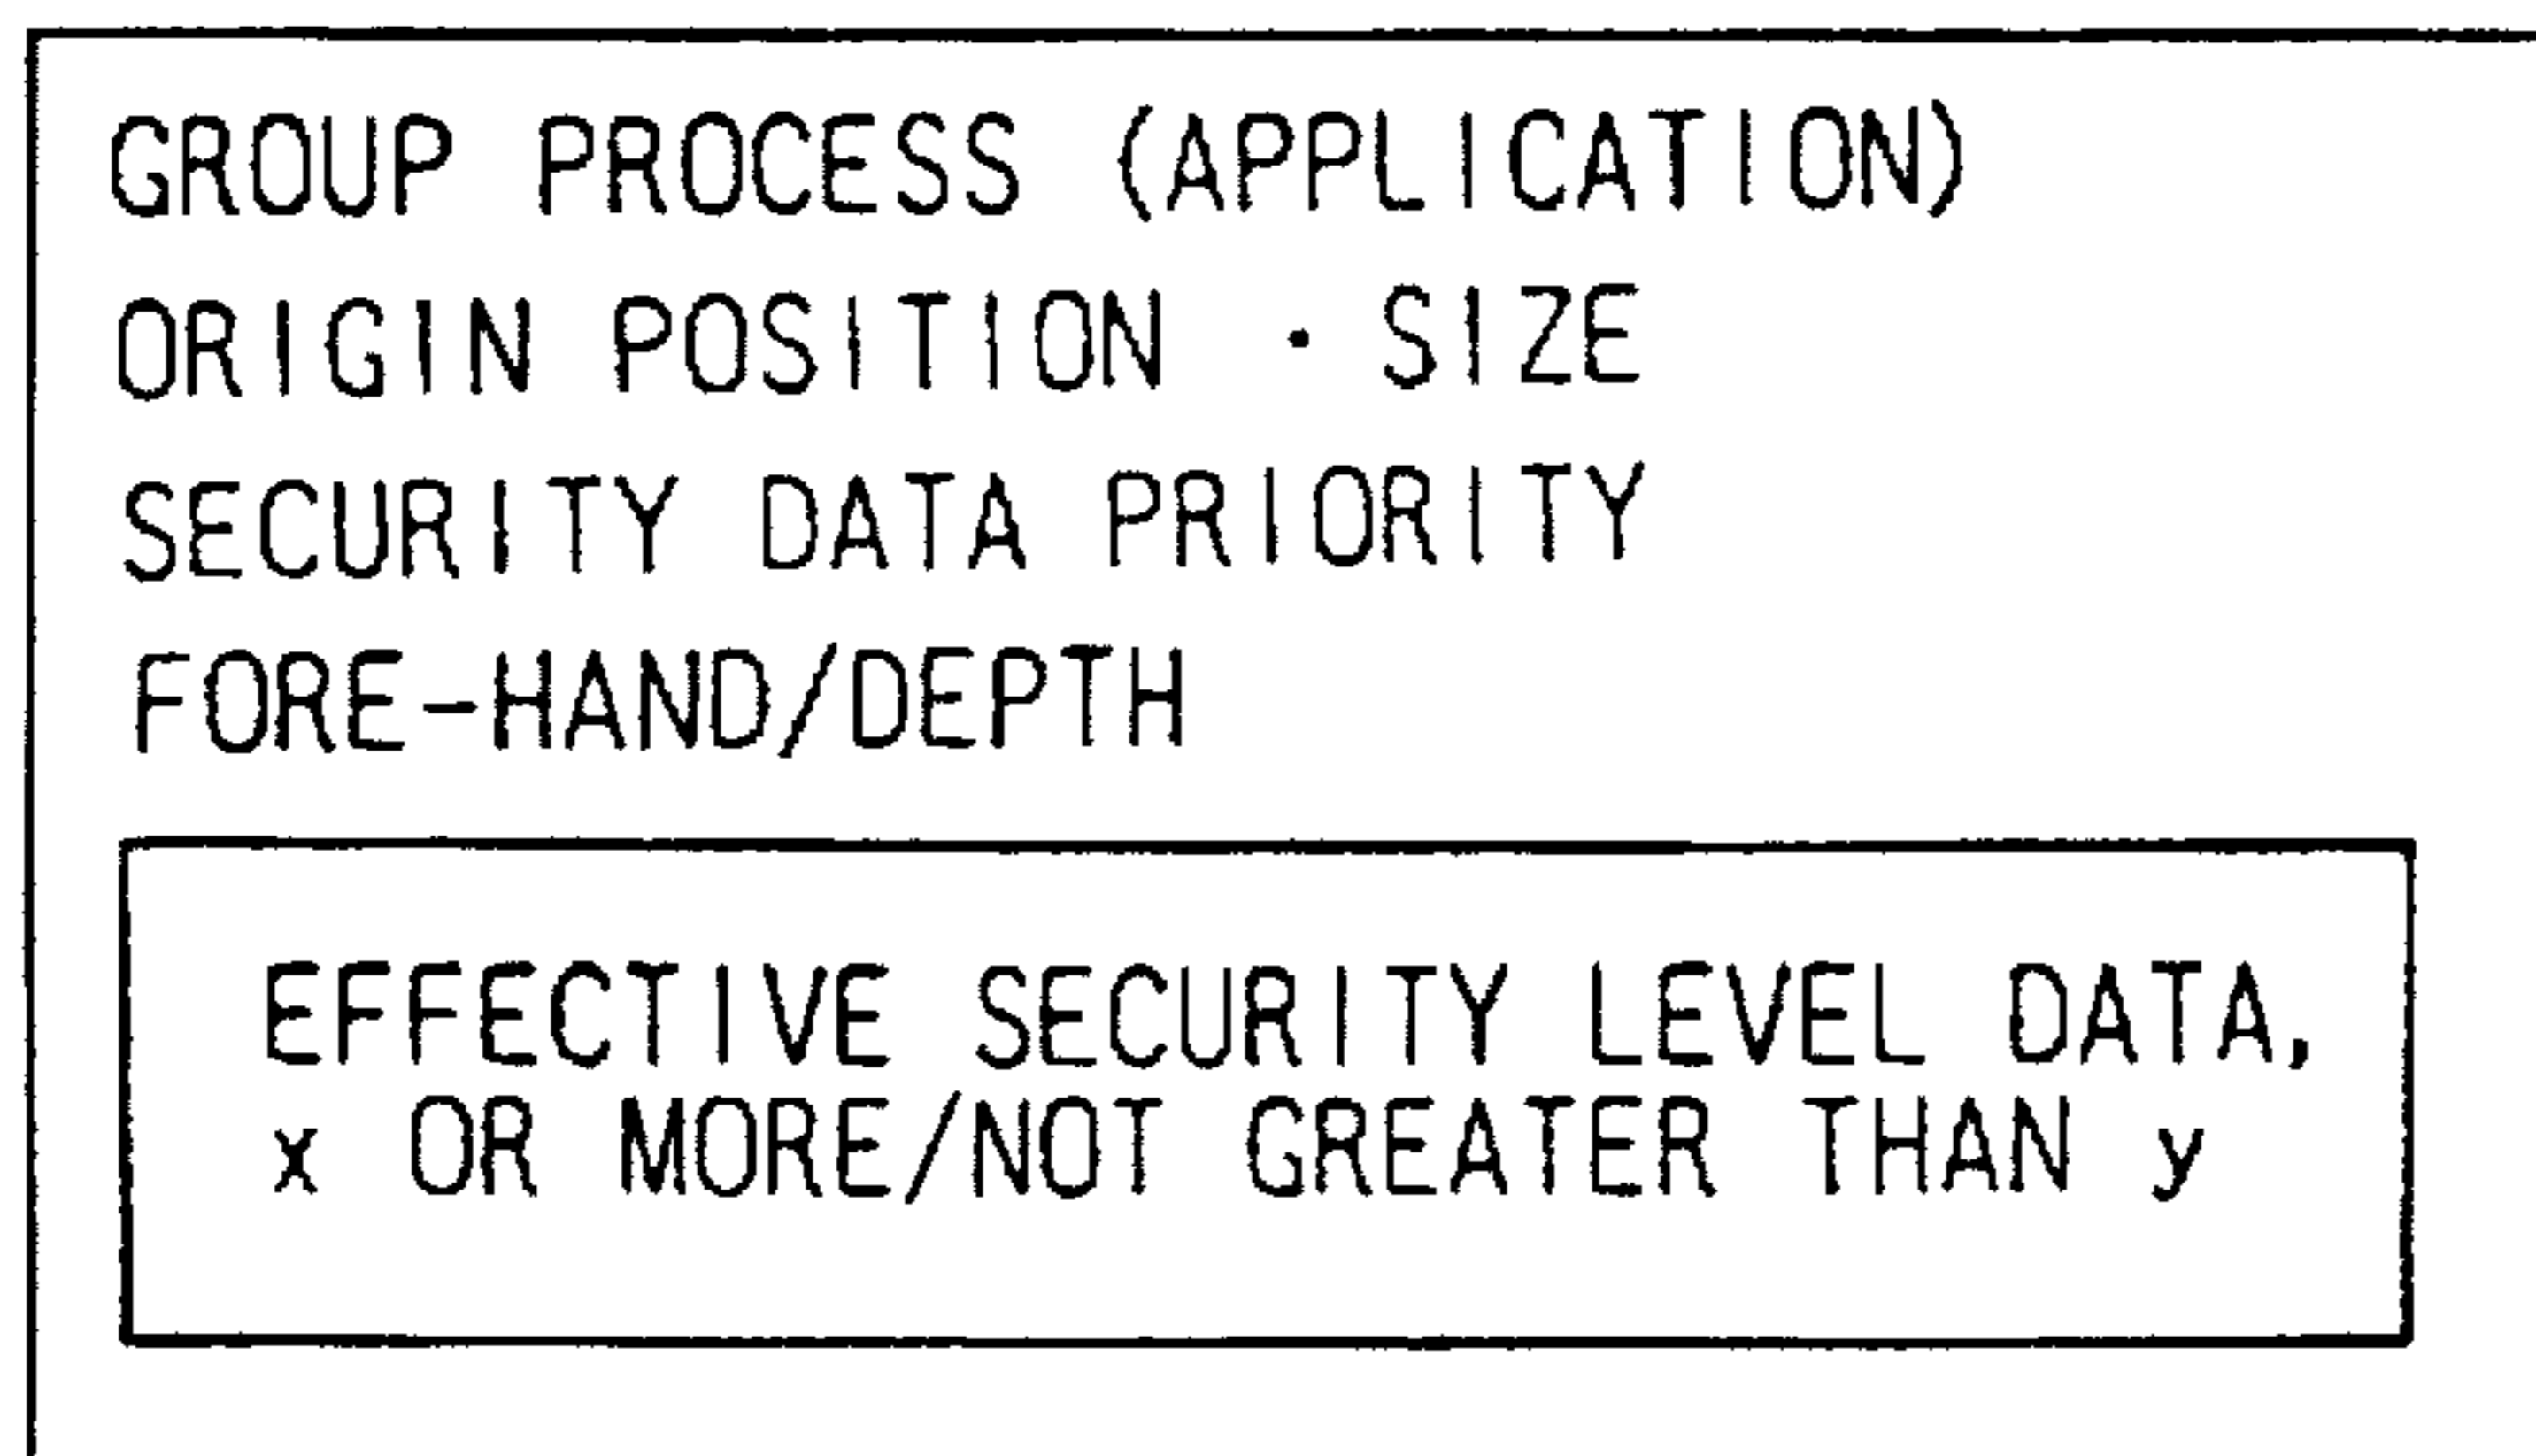 GROUP PROCESS (APPLICATION)
ORIGIN POSITION ・SIZE
SECURITY DATA PRIORITY
FORE-HAND/DEPTH
EFFECTIVE SECURITY LEVEL DATA,
x OR MORE/NOT GREATER THAN y